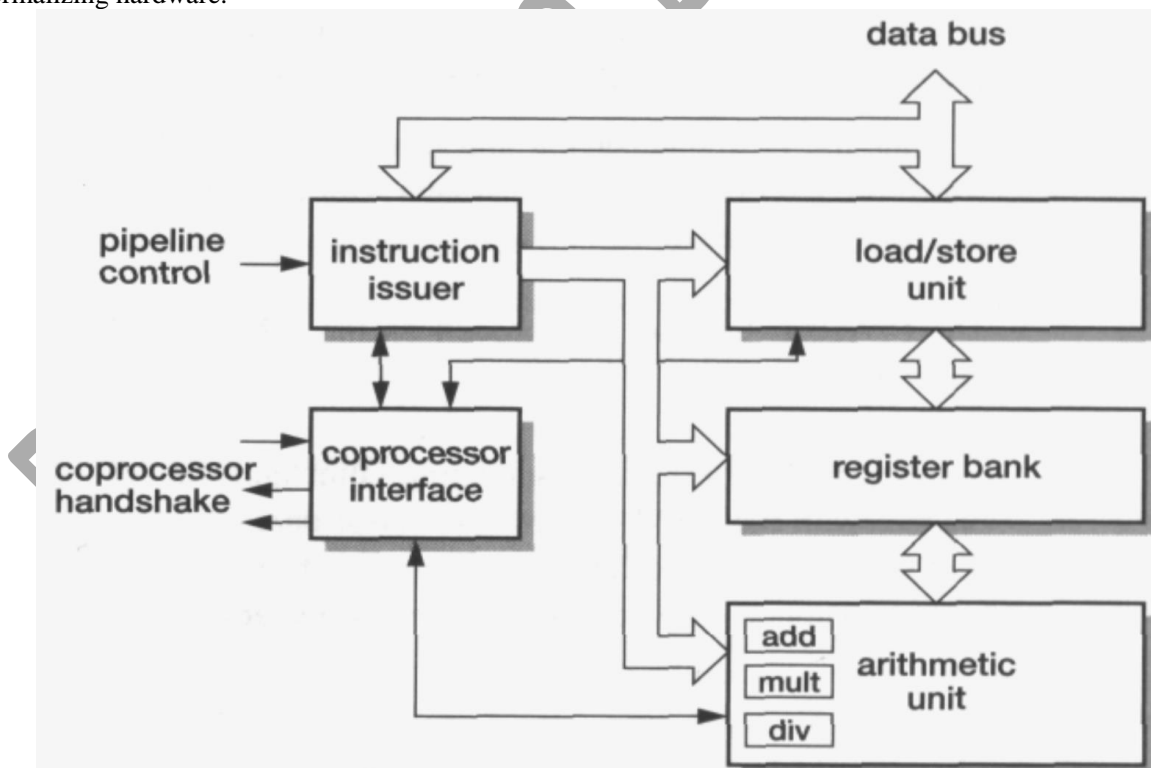 data bus
pipeline
control
instruction
issuer
load/store
unit
coprocessor
handshake
coprocessor
interface
register bank
add
mult
div
arithmetic
unit